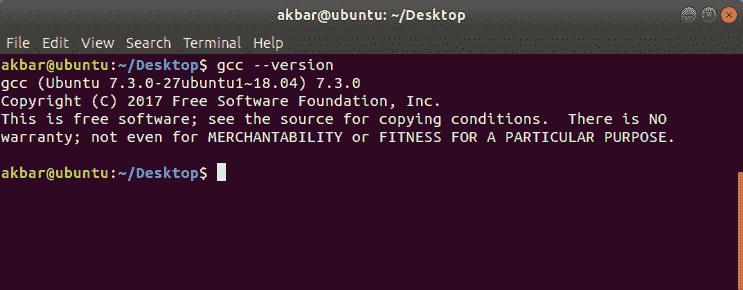 akbar@ubuntu: ~/Desktop
File Edit View Search Terminal Help
akbar@ubuntu:~/Desktop$ gcc --version
gcc (Ubuntu 7.3.0-27ubuntu1~18.04) 7.3.0
Copyright (C) 2017 Free Software Foundation, Inc.
This is free software; see the source for copying conditions.  There is NO
warranty; not even for MERCHANTABILITY or FITNESS FOR A PARTICULAR PURPOSE.
akbar@ubuntu:~/Desktop$